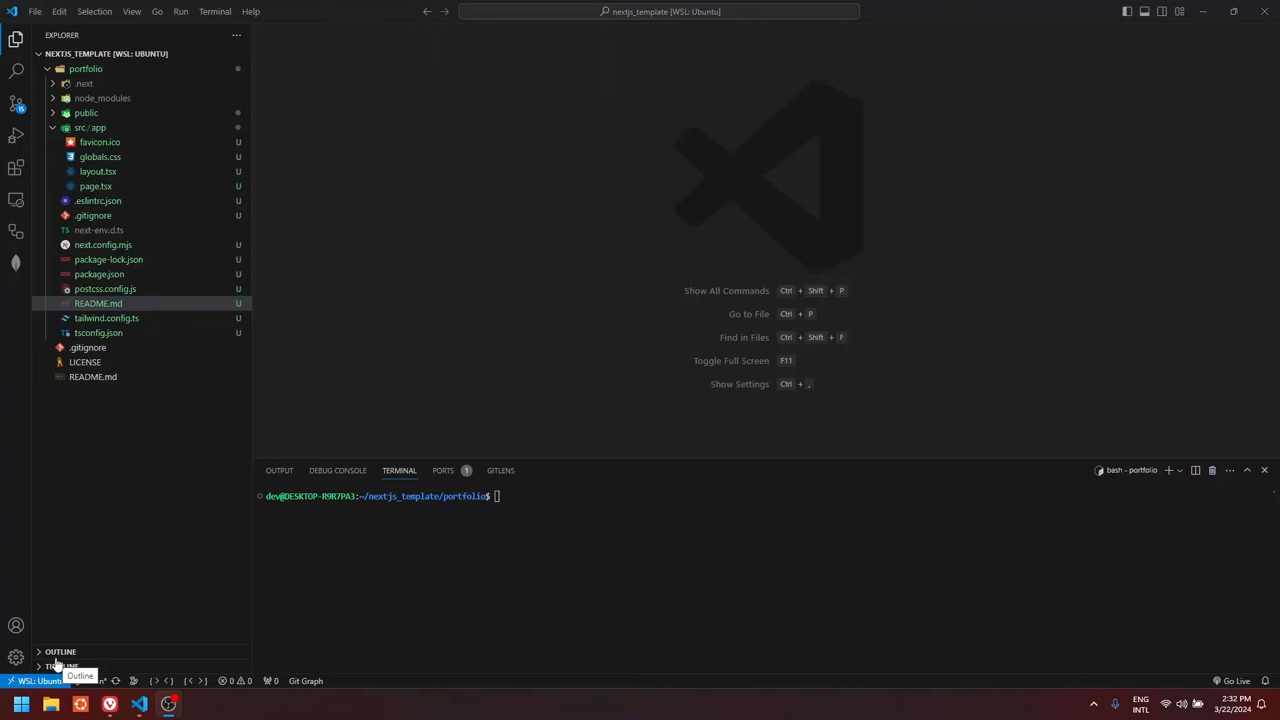 File Edit Selection View Go Run Terminal Help
nextjs_template [WSL: Ubuntu]
EXPLORER
NEXTJS_TEMPLATE [WSL: UBUNTU]
portfolio
.next
node_modules
public
src / app
favicon.ico U
globals.css U
layout.tsx U
page.tsx U
.eslintrc.json U
.gitignore U
TS next-env.d.ts
next.config.mjs U
package-lock.json U
package.json U
postcss.config.js U
README.md U
tailwind.config.ts U
tsconfig.json U
.gitignore
LICENSE
README.md
15
Show All Commands Ctrl + Shift + P
Go to File Ctrl + P
Find in Files Ctrl + Shift + F
Toggle Full Screen F11
Show Settings Ctrl + ,
OUTPUT DEBUG CONSOLE TERMINAL PORTS 1 GITLENS
bash - portfolio
dev@DESKTOP-R9R7PA3:~/nextjs_template/portfolio$
OUTLINE
Outline
WSL: Ubuntu
0 0 0 Git Graph
Go Live
ENG
INTL
2:32 PM
3/22/2024